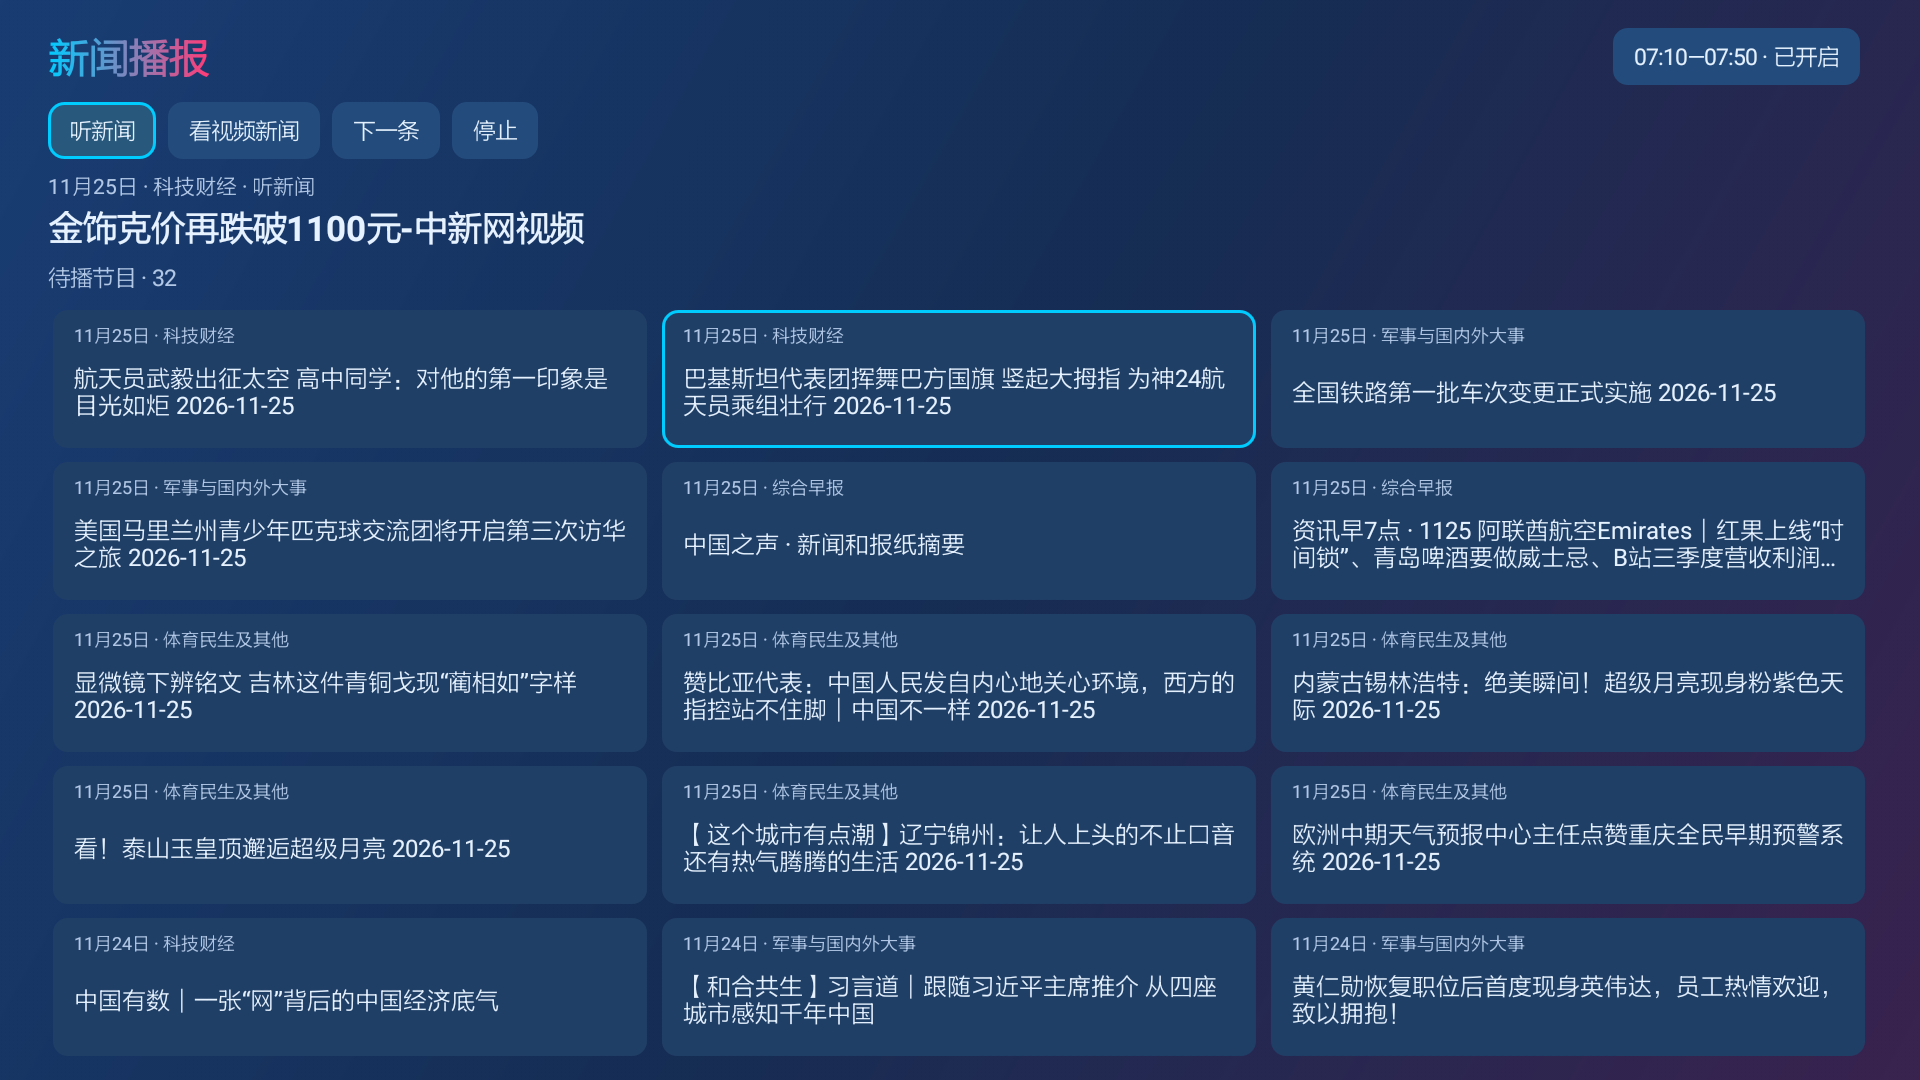 新闻播报
07:10—07:50 · 已开启
听新闻
看视频新闻
下一条
停止
11月25日 · 科技财经 · 听新闻
金饰克价再跌破1100元-中新网视频
待播节目 · 32
11月25日 · 科技财经
航天员武毅出征太空 高中同学：对他的第一印象是
目光如炬 2026-11-25
11月25日 · 科技财经
巴基斯坦代表团挥舞巴方国旗 竖起大拇指 为神24航
天员乘组壮行 2026-11-25
11月25日 · 军事与国内外大事
全国铁路第一批车次变更正式实施 2026-11-25
11月25日 · 军事与国内外大事
美国马里兰州青少年匹克球交流团将开启第三次访华
之旅 2026-11-25
11月25日 · 综合早报
中国之声 · 新闻和报纸摘要
11月25日 · 综合早报
资讯早7点 · 1125 阿联酋航空Emirates｜红果上线“时
间锁”、青岛啤酒要做威士忌、B站三季度营收利润...
11月25日 · 体育民生及其他
显微镜下辨铭文 吉林这件青铜戈现“蔺相如”字样
2026-11-25
11月25日 · 体育民生及其他
赞比亚代表：中国人民发自内心地关心环境，西方的
指控站不住脚｜中国不一样 2026-11-25
11月25日 · 体育民生及其他
内蒙古锡林浩特：绝美瞬间！超级月亮现身粉紫色天
际 2026-11-25
11月25日 · 体育民生及其他
看！泰山玉皇顶邂逅超级月亮 2026-11-25
11月25日 · 体育民生及其他
【这个城市有点潮】辽宁锦州：让人上头的不止口音
还有热气腾腾的生活 2026-11-25
11月25日 · 体育民生及其他
欧洲中期天气预报中心主任点赞重庆全民早期预警系
统 2026-11-25
11月24日 · 科技财经
中国有数｜一张“网”背后的中国经济底气
11月24日 · 军事与国内外大事
【和合共生】习言道｜跟随习近平主席推介 从四座
城市感知千年中国
11月24日 · 军事与国内外大事
黄仁勋恢复职位后首度现身英伟达，员工热情欢迎，
致以拥抱！